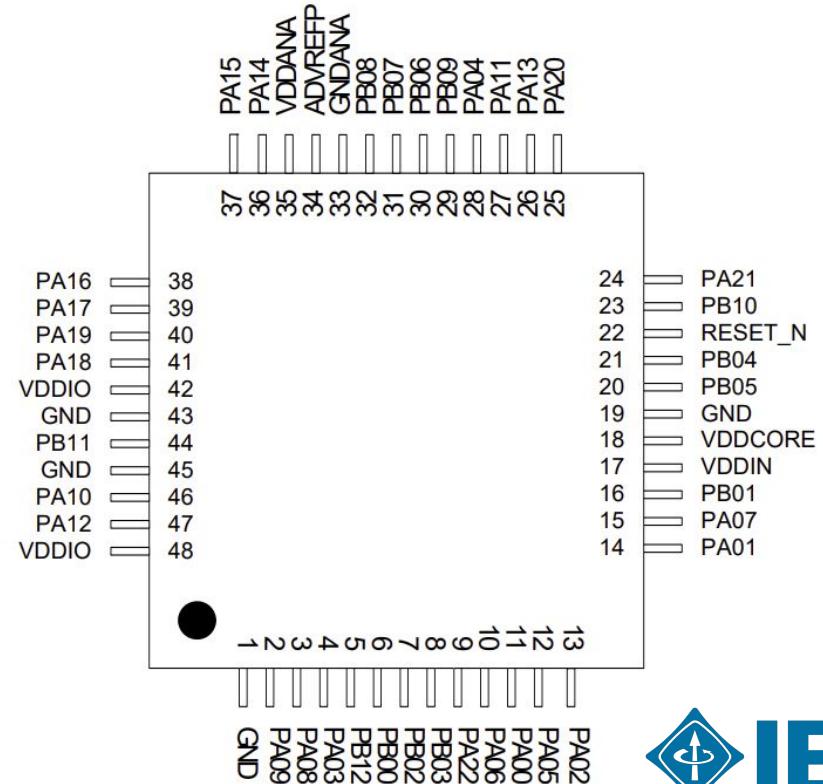 PA15 PA14 VDDANA ADVREFP GNDANA PB08 PB07 PB06 PB09 PA04 PA11 PA13 PA20
37 36 35 34 33 32 31 30 29 28 27 26 25
PA16 38 24 PA21
PA17 39 23 PB10
PA19 40 22 RESET_N
PA18 41 21 PB04
VDDIO 42 20 PB05
GND 43 19 GND
PB11 44 18 VDDCORE
GND 45 17 VDDIN
PA10 46 16 PB01
PA12 47 15 PA07
VDDIO 48 14 PA01
1 2 3 4 5 6 7 8 9 10 11 12 13
GND PA09 PA08 PA03 PB12 PB00 PB02 PB03 PA22 PA06 PA00 PA05 PA02